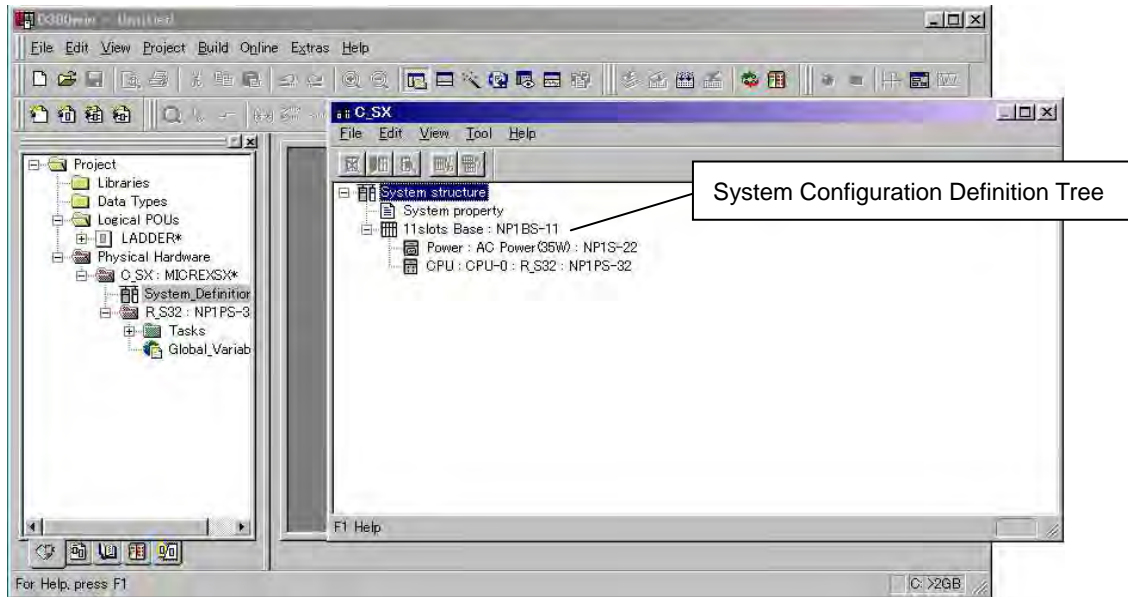 D300win - Untitled
File Edit View Project Build Online Extras Help
Project
Libraries
Data Types
Logical POUs
LADDER*
Physical Hardware
C_SX : MICREXSX*
System_Definition
R_S32 : NP1PS-3
Tasks
Global_Variab
C_SX
File Edit View Tool Help
System structure
System property
11slots Base : NP1BS-11
Power : AC Power(35W) : NP1S-22
CPU : CPU-0 : R_S32 : NP1PS-32
System Configuration Definition Tree
F1 Help
For Help, press F1
C: >2GB